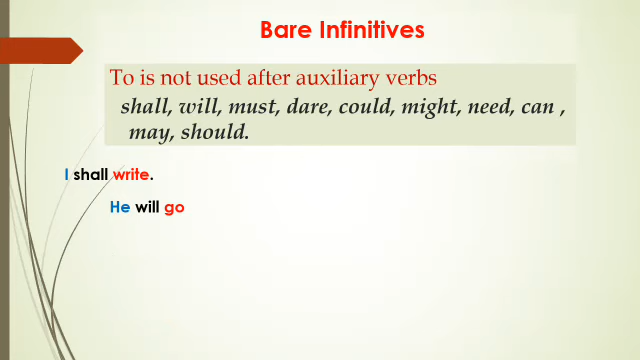 Bare Infinitives
To is not used after auxiliary verbs
shall, will, must, dare, could, might, need, can ,
may, should.
I shall write.
He will go